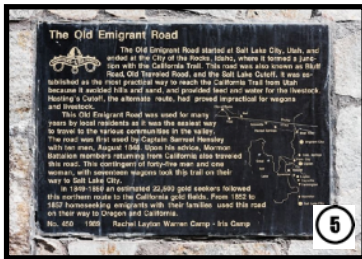 The Old Emigrant Road
The Old Emigrant Road started at Salt Lake City, Utah, and
ended at the City of the Rocks, Idaho, where it formed a junc-
tion with the California Trail. This road was also known as Bluff
Road, Old Traveled Road, and the Salt Lake Cutoff. It was es-
tablished as the most practical way to reach the California Trail from Utah
because it avoided hills and sand, and provided feed and water for the livestock.
Hasting's Cutoff, the alternate route, had proved impractical for wagons
and livestock.
This Old Emigrant Road was used for many
years by local residents as it was the easiest way
to travel to the various communities in the valley.
The road was first used by Captain Samuel Hensley
with ten men, August 1848. Upon his advice, Mormon
Battalion members returning from California also traveled
this road. This contingent of forty-five men and one
woman, with seventeen wagons took this trail on their
way to Salt Lake City.
In 1849-1850 an estimated 22,500 gold seekers followed
this northern route to the California gold fields. From 1852 to
1857 homeseeking emigrants with their families used this road
on their way to Oregon and California.
No. 450 1989 Rachel Layton Warren Camp - Iris Camp
5